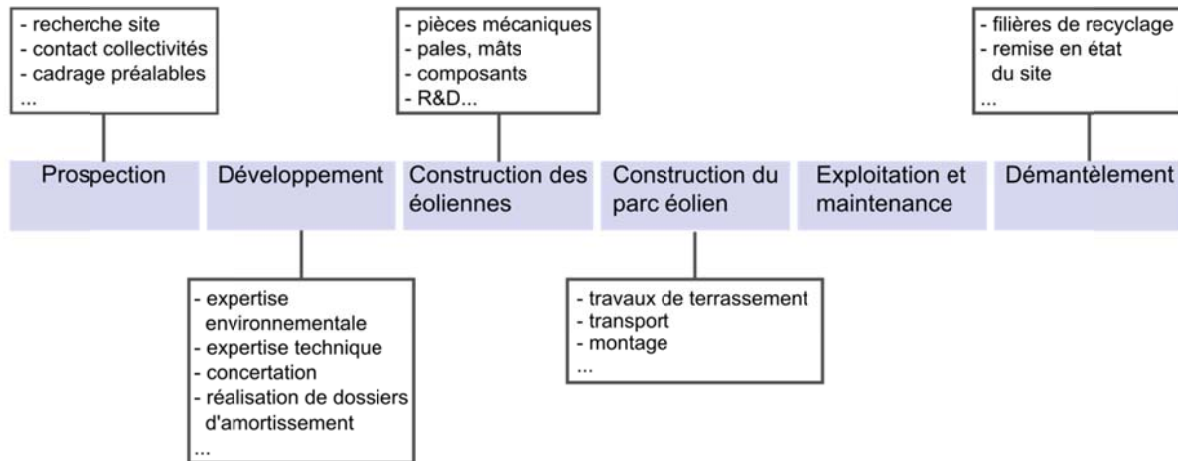 - recherche site
- contact collectivités
- cadrage préalables
...
- pièces mécaniques
- pales, mâts
- composants
- R&D...
- filières de recyclage
- remise en état
du site
...
Prospection
Développement
Construction des
éoliennes
Construction du
parc éolien
Exploitation et
maintenance
Démantèlement
- expertise
environnementale
- expertise technique
- concertation
- réalisation de dossiers
d'amortissement
...
- travaux de terrassement
- transport
- montage
...